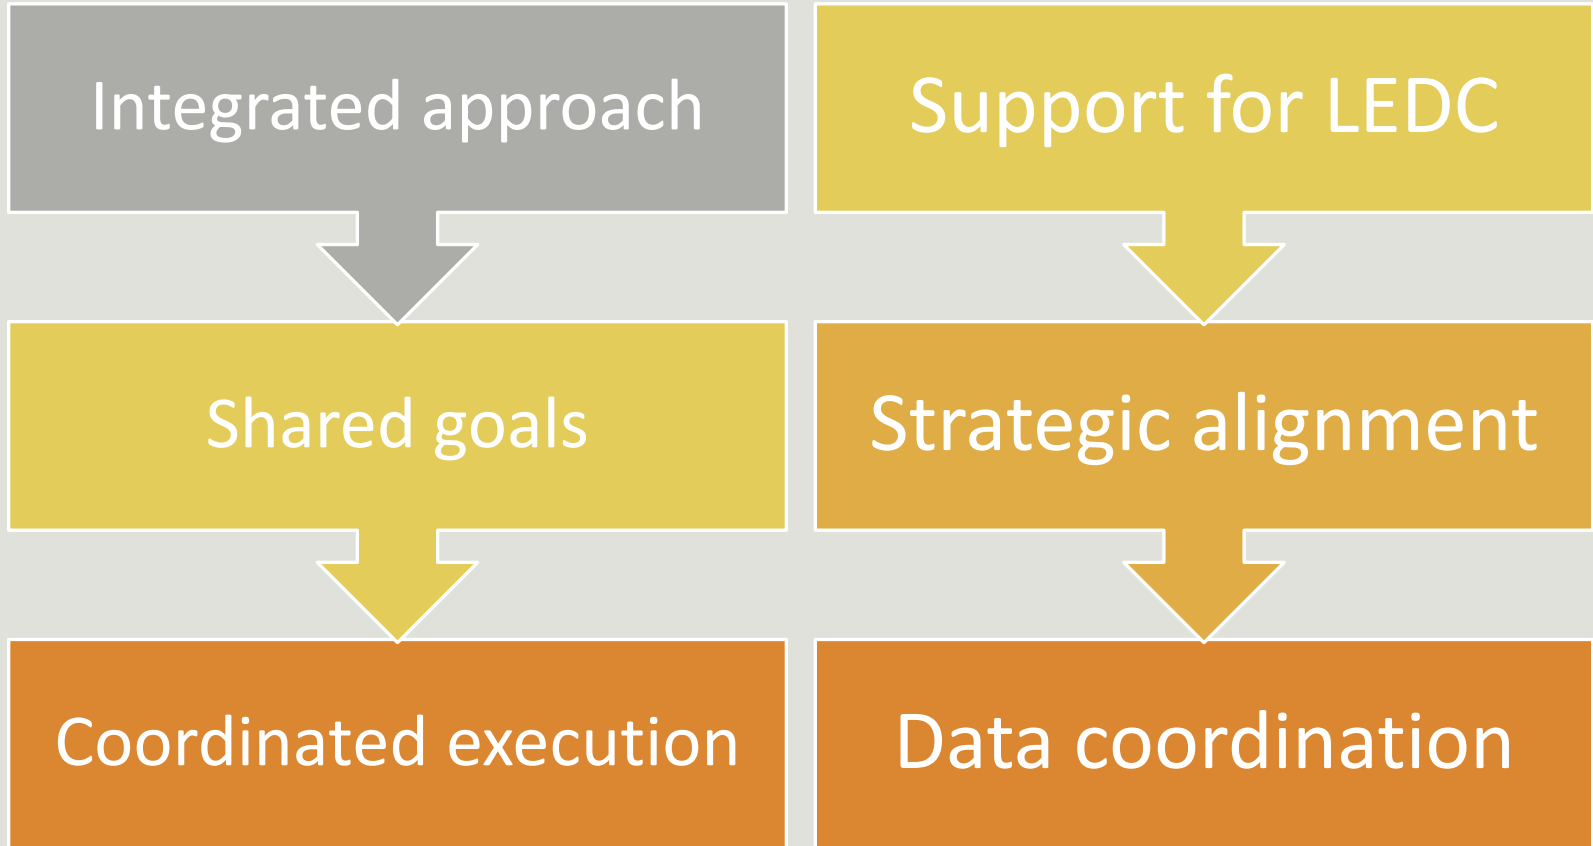 Integrated approach
Shared goals
Coordinated execution
Support for LEDC
Strategic alignment
Data coordination